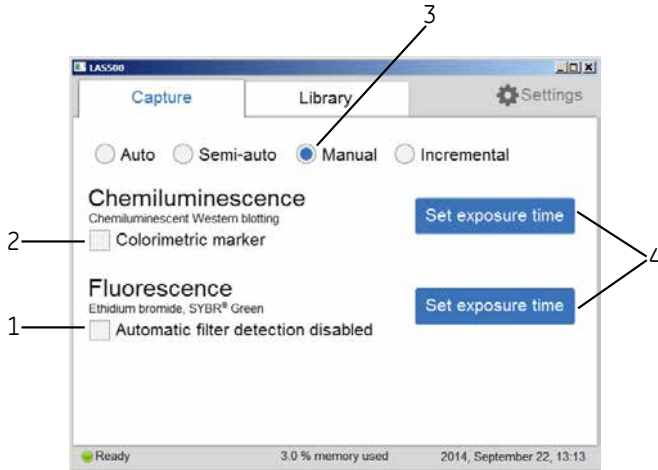 3
LAS500
Capture Library Settings
Auto Semi-auto Manual Incremental
Chemiluminescence
Chemiluminescent Western blotting
Set exposure time
2 Colorimetric marker
4
Fluorescence
Ethidium bromide, SYBR® Green
Set exposure time
1 Automatic filter detection disabled
Ready 3.0 % memory used 2014, September 22, 13:13